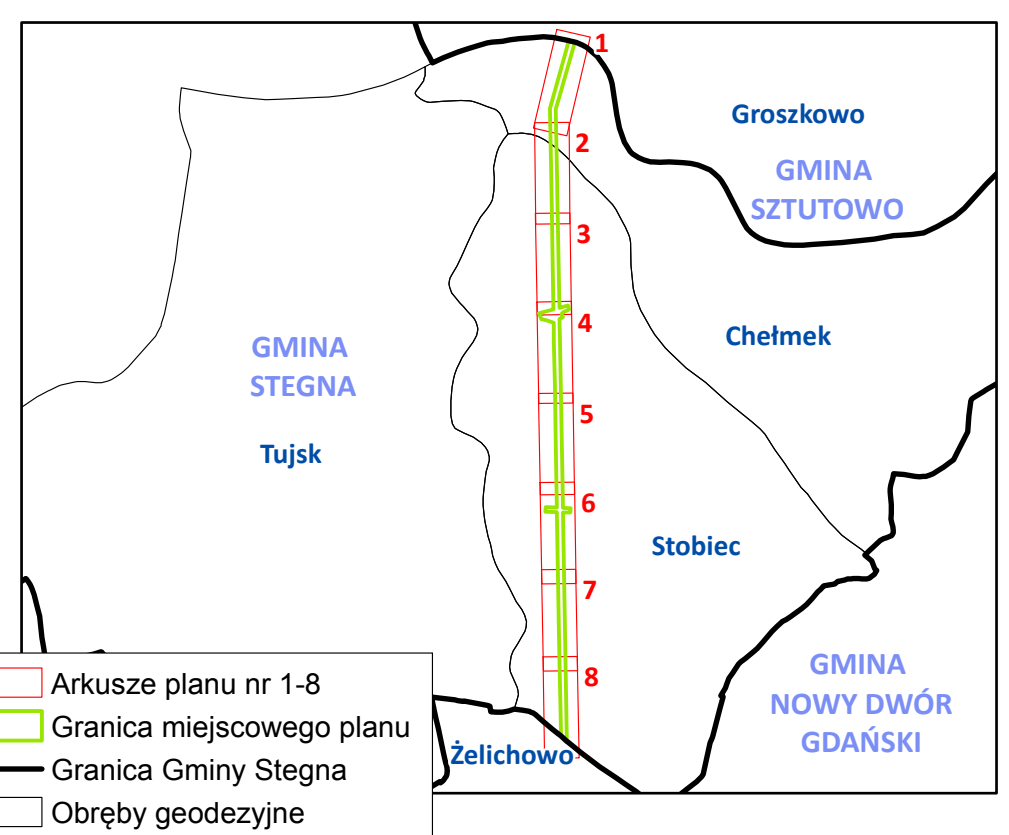 1
Groszkowo
2
GMINA
SZTUTOWO
3
4
Chełmek
GMINA
STEGNA
5
Tujsk
6
Stobiec
7
8
GMINA
NOWY DWÓR
GDAŃSKI
Żelichowo
Arkusze planu nr 1-8
Granica miejscowego planu
Granica Gminy Stegna
Obręby geodezyjne